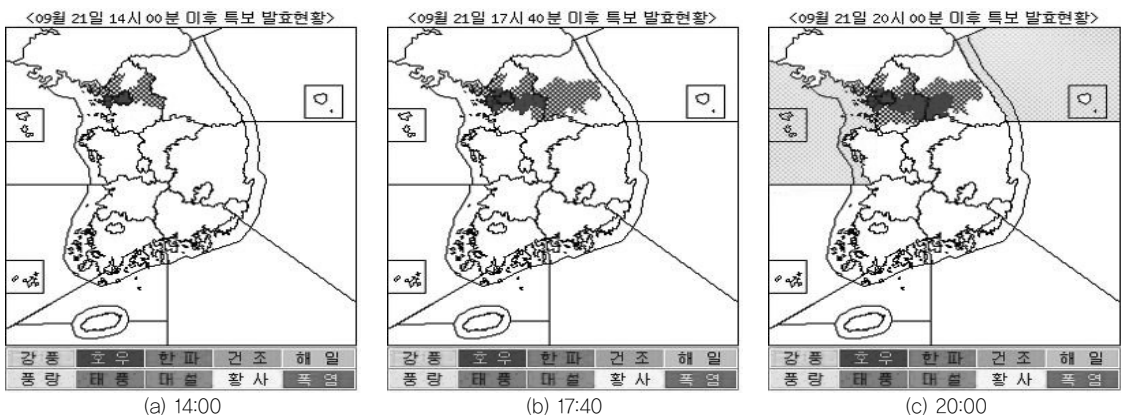 <09월 21일 14시 00분 이후 특보 발효현황>
강풍 호우 한파 건조 해일
풍랑 태풍 대설 황사 폭염
(a) 14:00
<09월 21일 17시 40분 이후 특보 발효현황>
강풍 호우 한파 건조 해일
풍랑 태풍 대설 황사 폭염
(b) 17:40
<09월 21일 20시 00분 이후 특보 발효현황>
강풍 호우 한파 건조 해일
풍랑 태풍 대설 황사 폭염
(c) 20:00